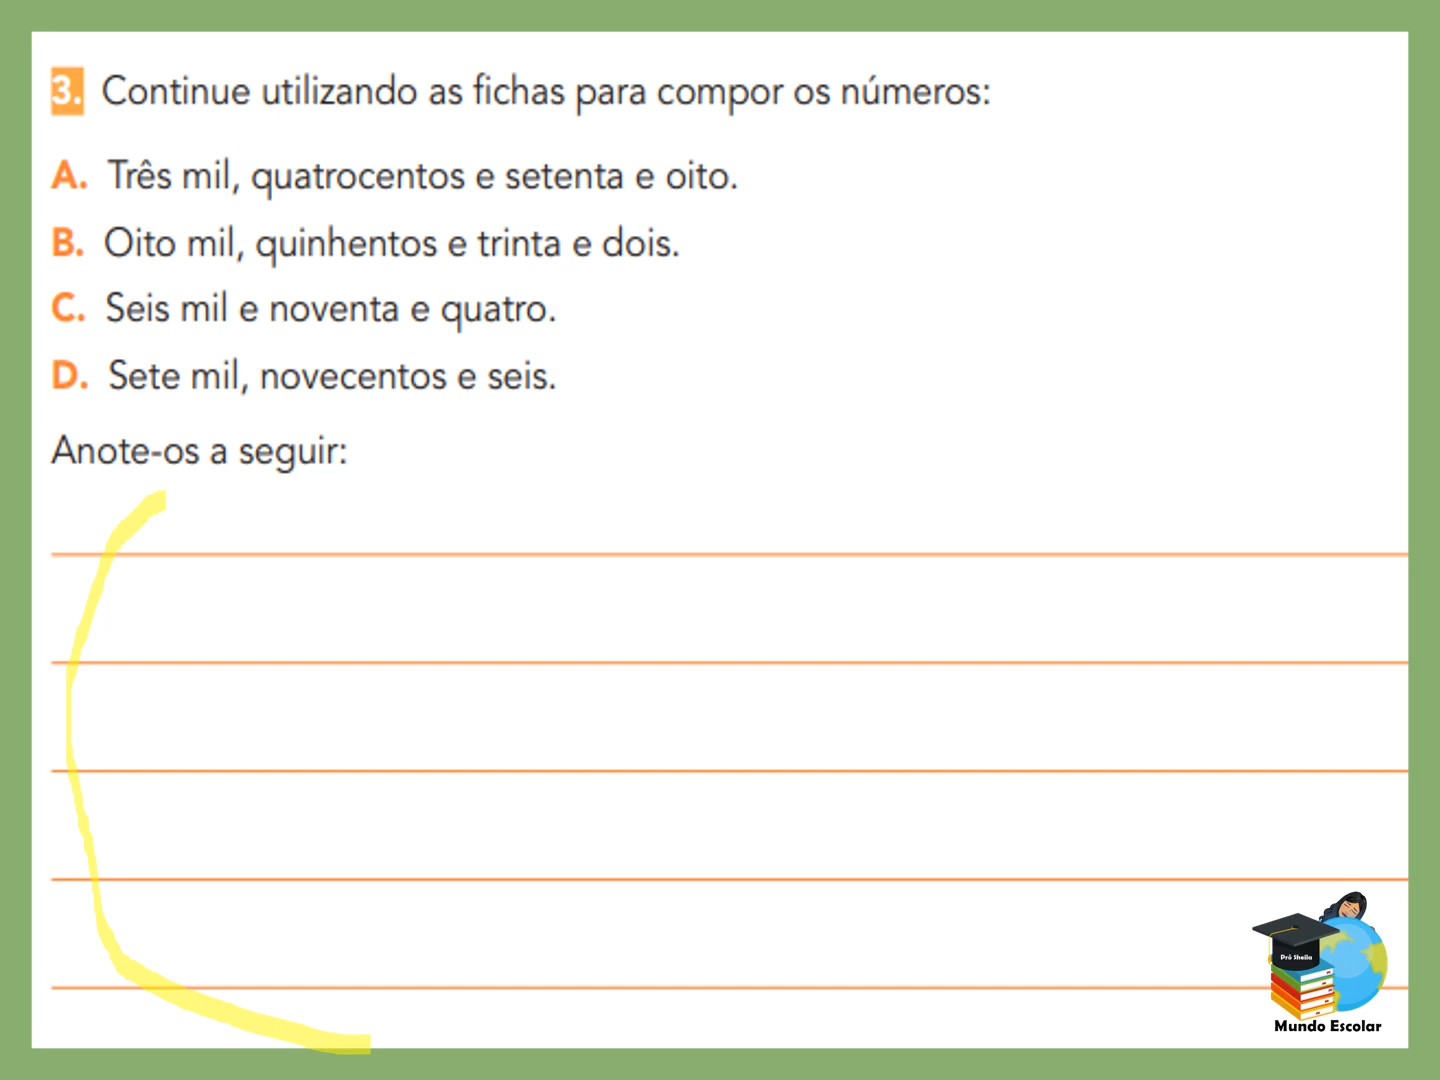 3. Continue utilizando as fichas para compor os números:
A. Três mil, quatrocentos e setenta e oito.
B. Oito mil, quinhentos e trinta e dois.
C. Seis mil e noventa e quatro.
D. Sete mil, novecentos e seis.
Anote-os a seguir:
Prô Sheila
Mundo Escolar